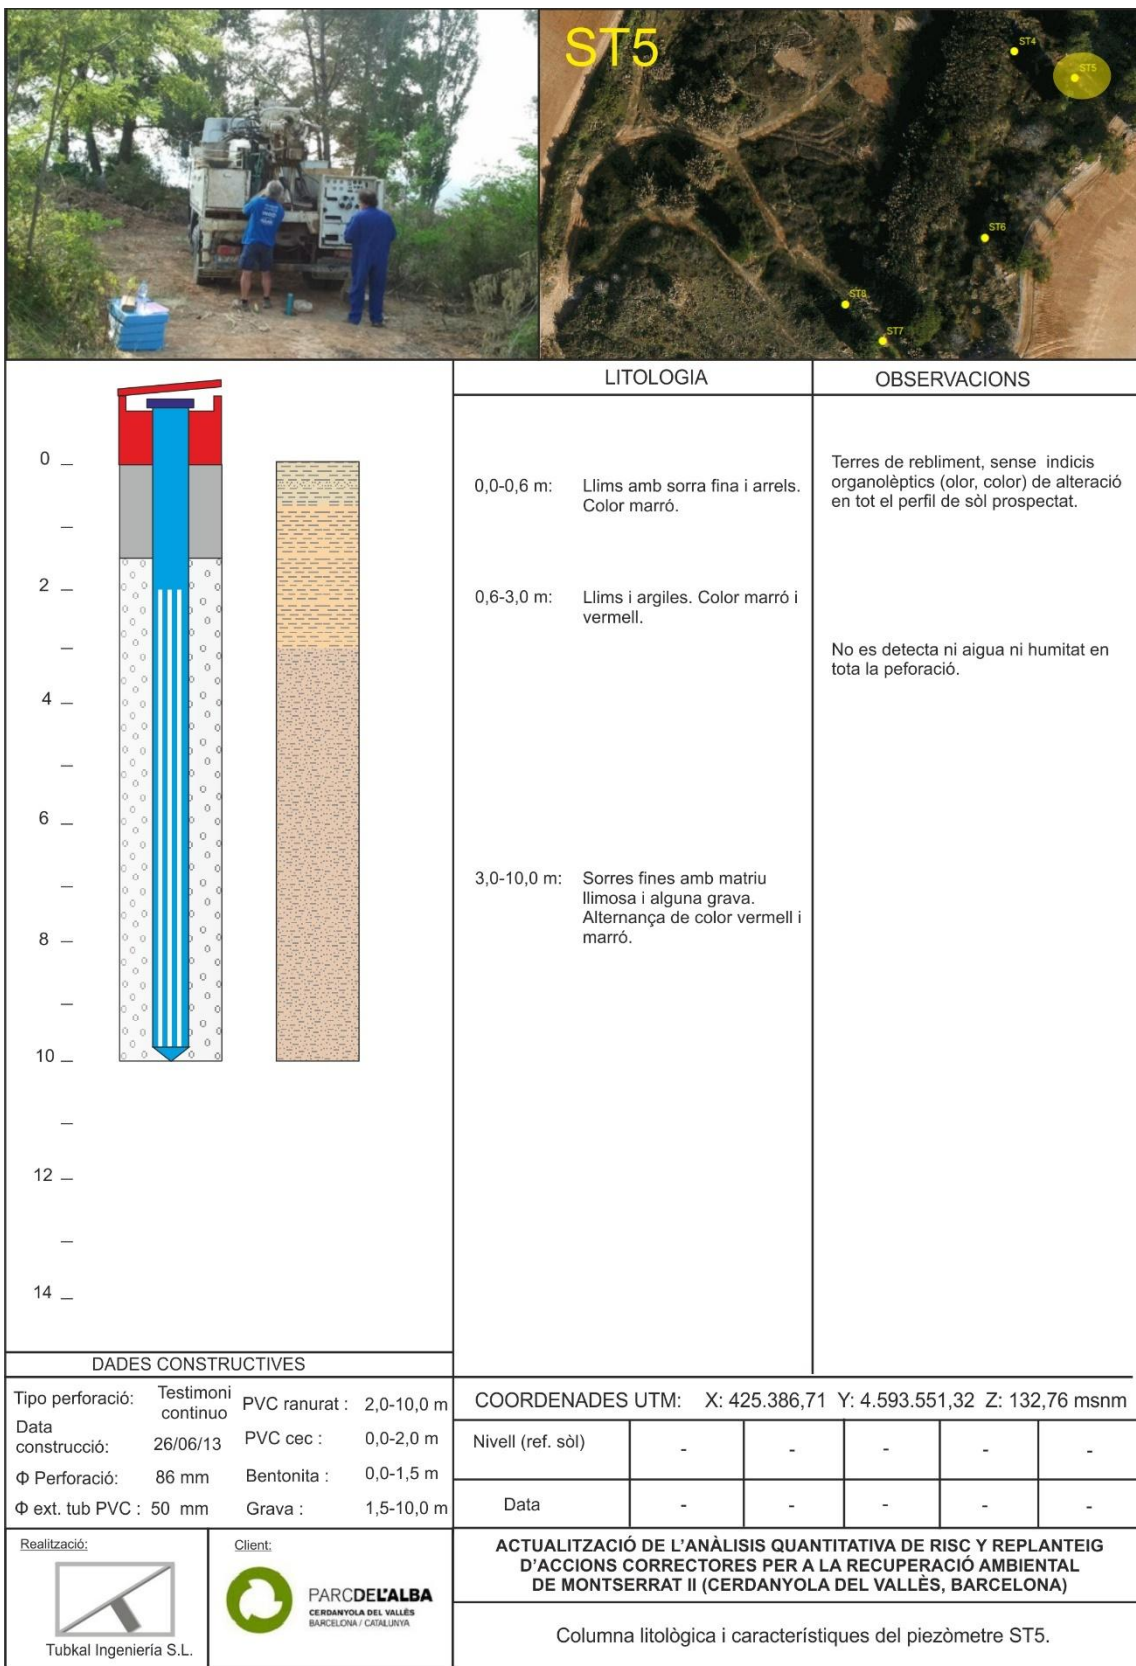 ST5
ST4
ST5
ST6
ST8
ST7
LITOLOGIA
OBSERVACIONS
0
2
4
6
8
10
12
14
0,0-0,6 m: Llims amb sorra fina i arrels.
Color marró.
0,6-3,0 m: Llims i argiles. Color marró i
vermell.
3,0-10,0 m: Sorres fines amb matriu
llimosa i alguna grava.
Alternança de color vermell i
marró.
Terres de rebliment, sense indicis
organolèptics (olor, color) de alteració
en tot el perfil de sòl prospectat.
No es detecta ni aigua ni humitat en
tota la peforació.
DADES CONSTRUCTIVES
Tipo perforació: Testimoni
continuo
Data
construcció: 26/06/13
Φ Perforació: 86 mm
Φ ext. tub PVC : 50 mm
PVC ranurat : 2,0-10,0 m
PVC cec : 0,0-2,0 m
Bentonita : 0,0-1,5 m
Grava : 1,5-10,0 m
COORDENADES UTM: X: 425.386,71 Y: 4.593.551,32 Z: 132,76 msnm
Nivell (ref. sòl) - - - - -
Data - - - - -
Realització:
Tubkal Ingeniería S.L.
Client:
PARCDEL'ALBA
CERDANYOLA DEL VALLÈS
BARCELONA / CATALUNYA
ACTUALITZACIÓ DE L'ANÀLISIS QUANTITATIVA DE RISC Y REPLANTEIG
D'ACCIONS CORRECTORES PER A LA RECUPERACIÓ AMBIENTAL
DE MONTSERRAT II (CERDANYOLA DEL VALLÈS, BARCELONA)
Columna litològica i característiques del piezòmetre ST5.